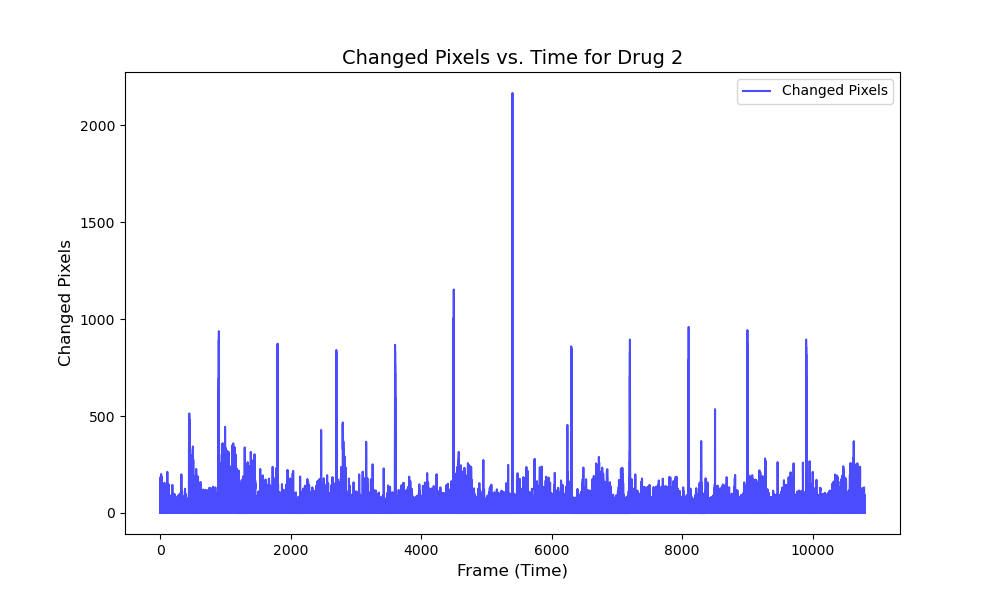 Changed Pixels vs. Time for Drug 2
Changed Pixels
2000
1500
1000
500
0
Changed Pixels
0 2000 4000 6000 8000 10000
Frame (Time)